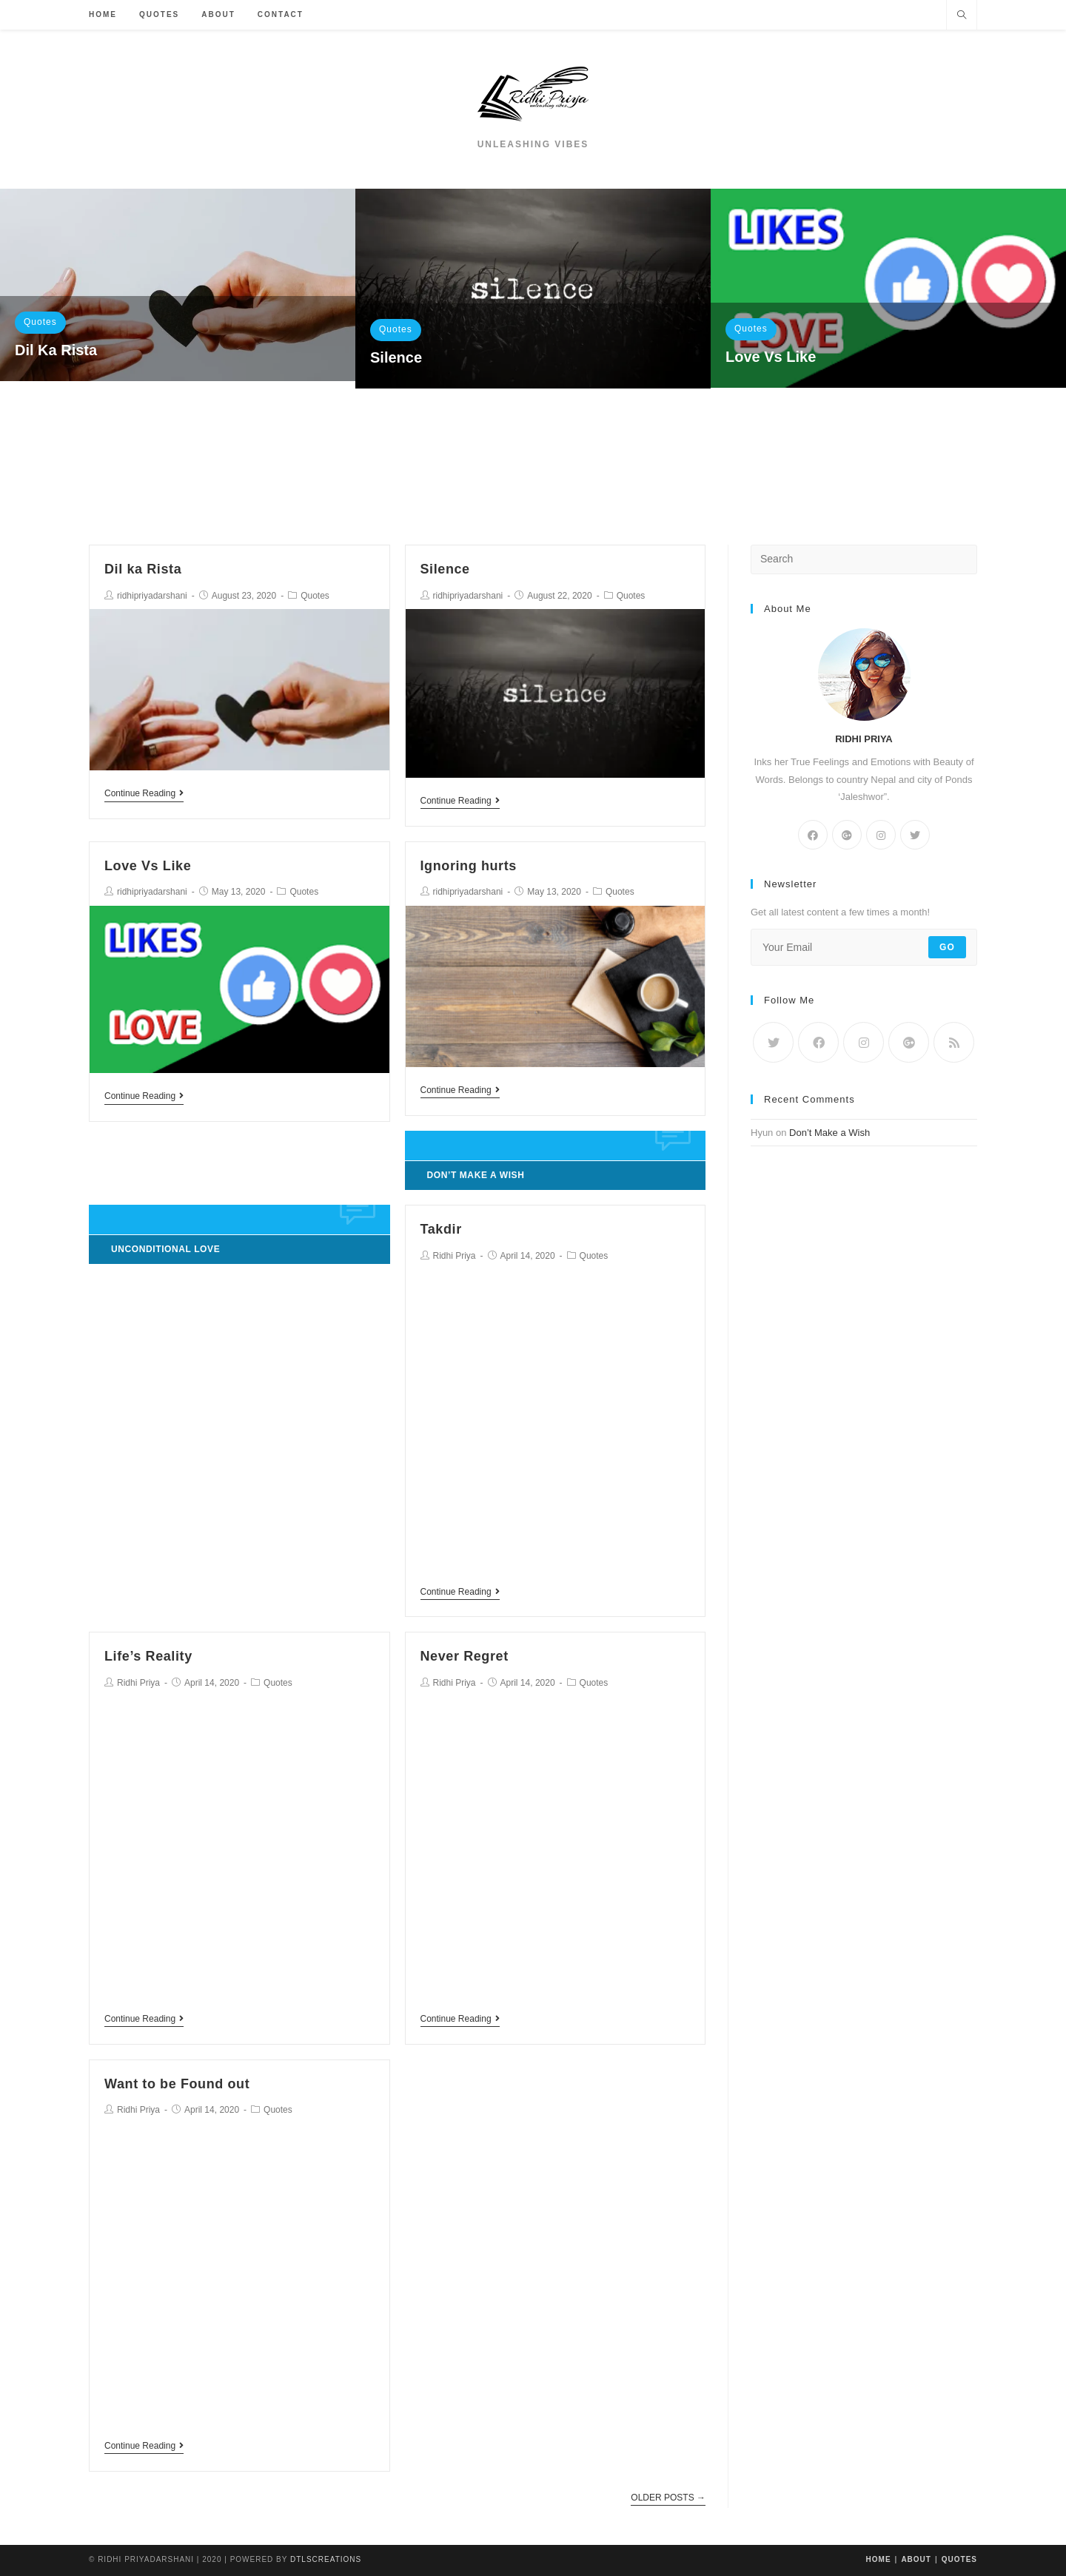 HOME QUOTES ABOUT CONTACT
Ridhi Priya
unleashing vibes
UNLEASHING VIBES
Quotes
Dil Ka Rista
silence
Quotes
Silence
LIKES
LOVE
Quotes
Love Vs Like
Dil ka Rista
ridhipriyadarshani - August 23, 2020 - Quotes
Continue Reading
Silence
ridhipriyadarshani - August 22, 2020 - Quotes
silence
Continue Reading
Love Vs Like
ridhipriyadarshani - May 13, 2020 - Quotes
LIKES
LOVE
Continue Reading
Ignoring hurts
ridhipriyadarshani - May 13, 2020 - Quotes
Continue Reading
DON’T MAKE A WISH
UNCONDITIONAL LOVE
Takdir
Ridhi Priya - April 14, 2020 - Quotes
Continue Reading
Life’s Reality
Ridhi Priya - April 14, 2020 - Quotes
Continue Reading
Never Regret
Ridhi Priya - April 14, 2020 - Quotes
Continue Reading
Want to be Found out
Ridhi Priya - April 14, 2020 - Quotes
Continue Reading
OLDER POSTS →
Search
About Me
RIDHI PRIYA
Inks her True Feelings and Emotions with Beauty of
Words. Belongs to country Nepal and city of Ponds
‘Jaleshwor”.
Newsletter
Get all latest content a few times a month!
Your Email GO
Follow Me
Recent Comments
Hyun on Don’t Make a Wish
© RIDHI PRIYADARSHANI | 2020 | POWERED BY DTLSCREATIONS
HOME | ABOUT | QUOTES